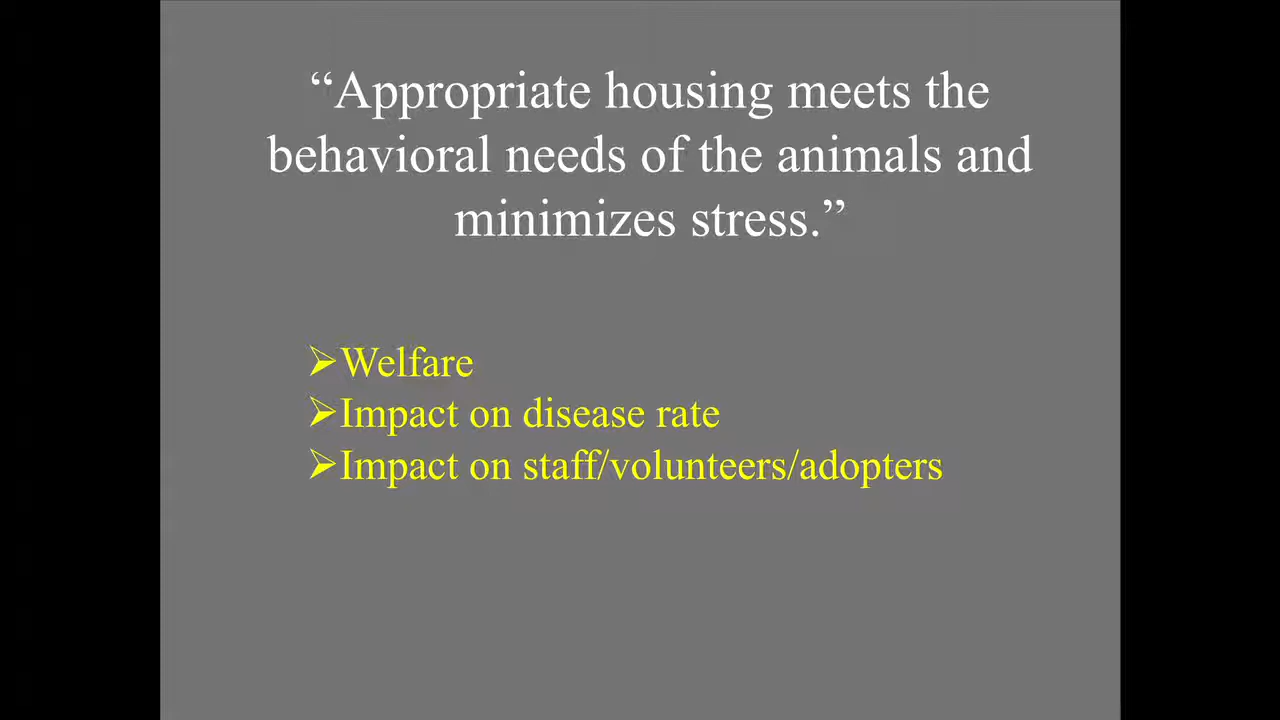 “Appropriate housing meets the
behavioral needs of the animals and
minimizes stress.”
➢Welfare
➢Impact on disease rate
➢Impact on staff/volunteers/adopters